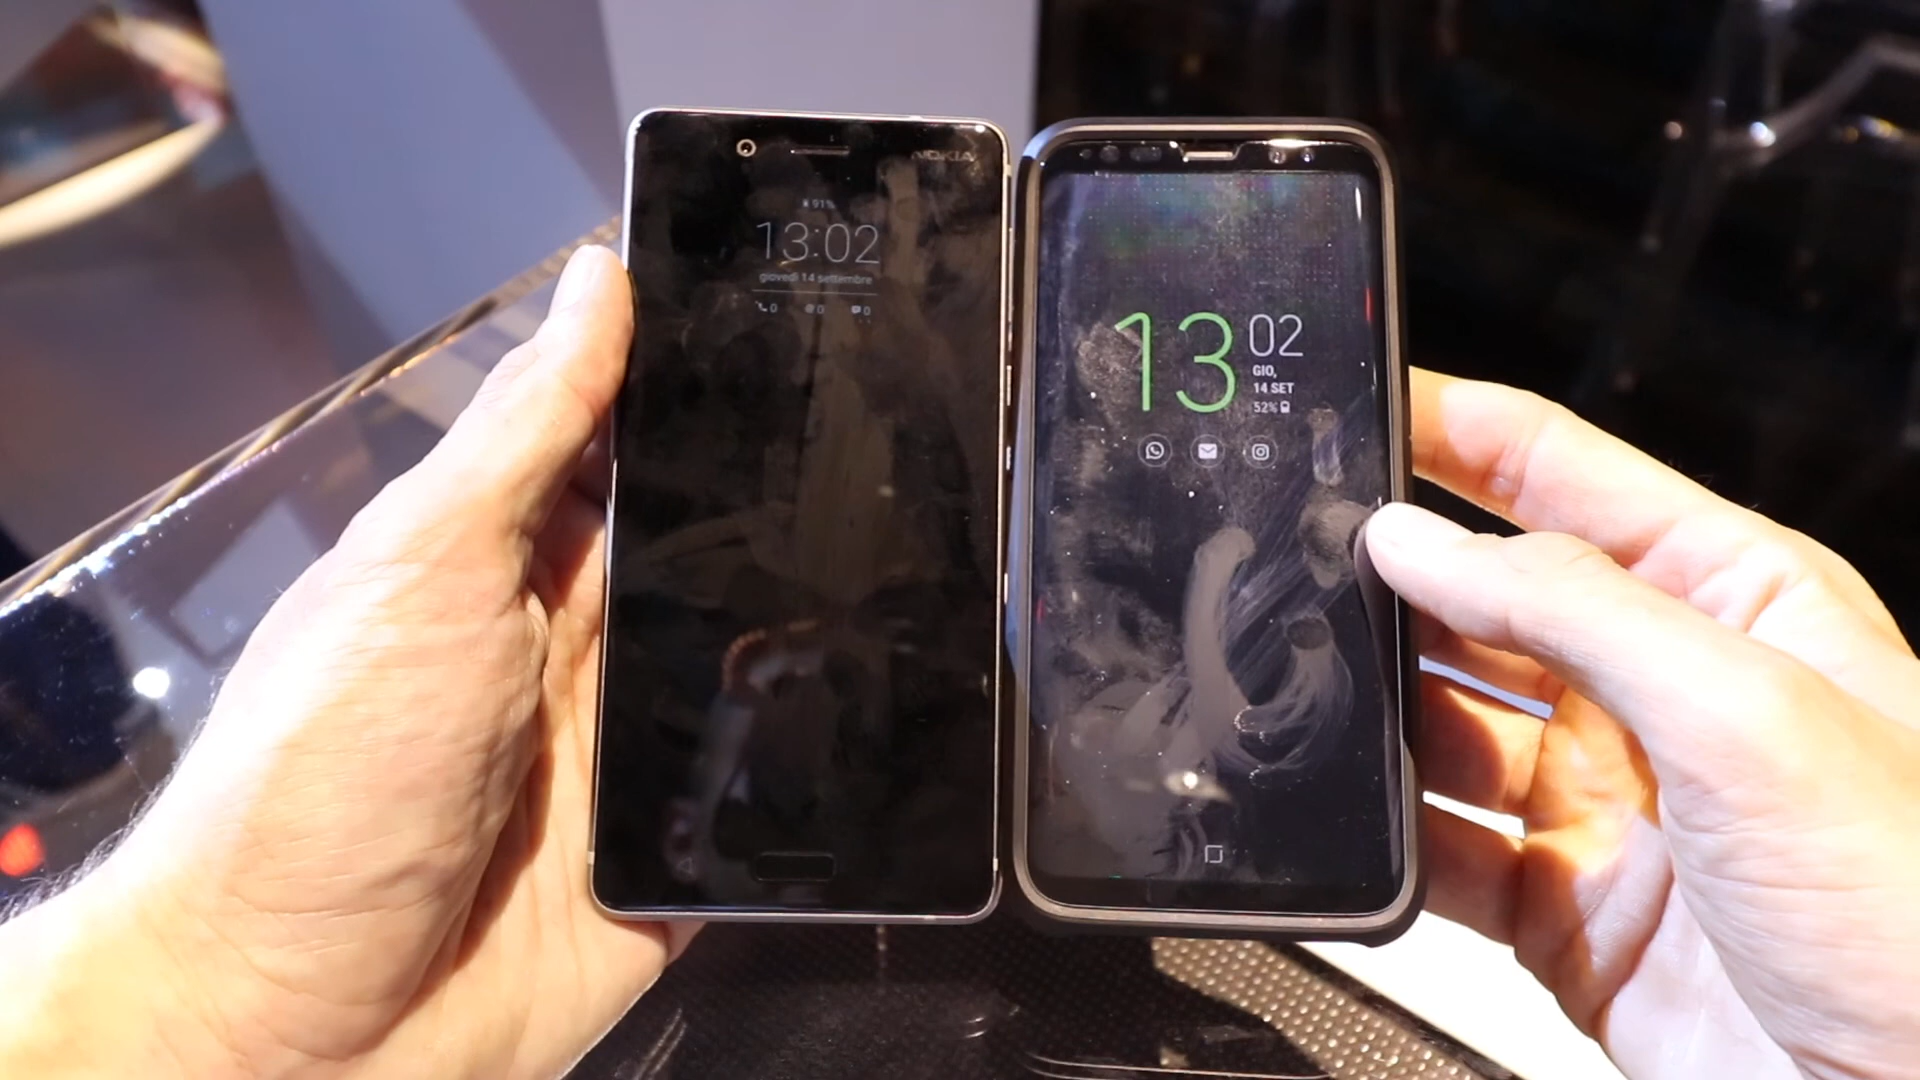 NOKIA
91%
13:02
giovedì 14 settembre
0 @0 0
13 02
GIO,
14 SET
52%